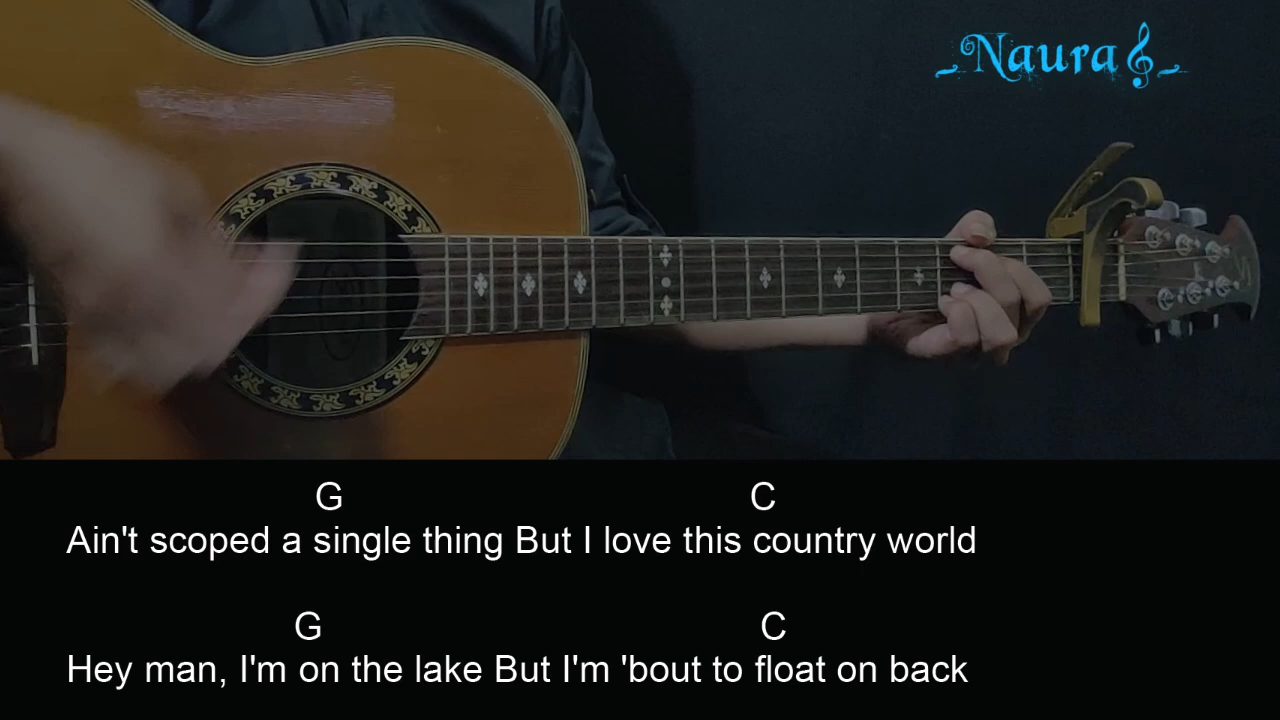 Naura
G C
Ain't scoped a single thing But I love this country world
G C
Hey man, I'm on the lake But I'm 'bout to float on back